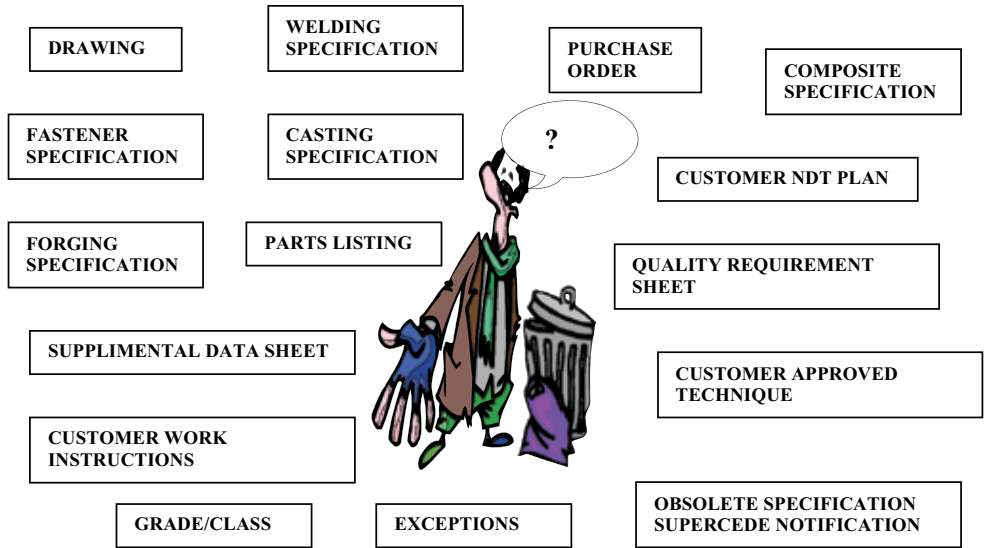 DRAWING
WELDING
SPECIFICATION
PURCHASE
ORDER
COMPOSITE
SPECIFICATION
FASTENER
SPECIFICATION
CASTING
SPECIFICATION
?
CUSTOMER NDT PLAN
FORGING
SPECIFICATION
PARTS LISTING
QUALITY REQUIREMENT
SHEET
SUPPLIMENTAL DATA SHEET
CUSTOMER APPROVED
TECHNIQUE
CUSTOMER WORK
INSTRUCTIONS
GRADE/CLASS
EXCEPTIONS
OBSOLETE SPECIFICATION
SUPERCEDE NOTIFICATION